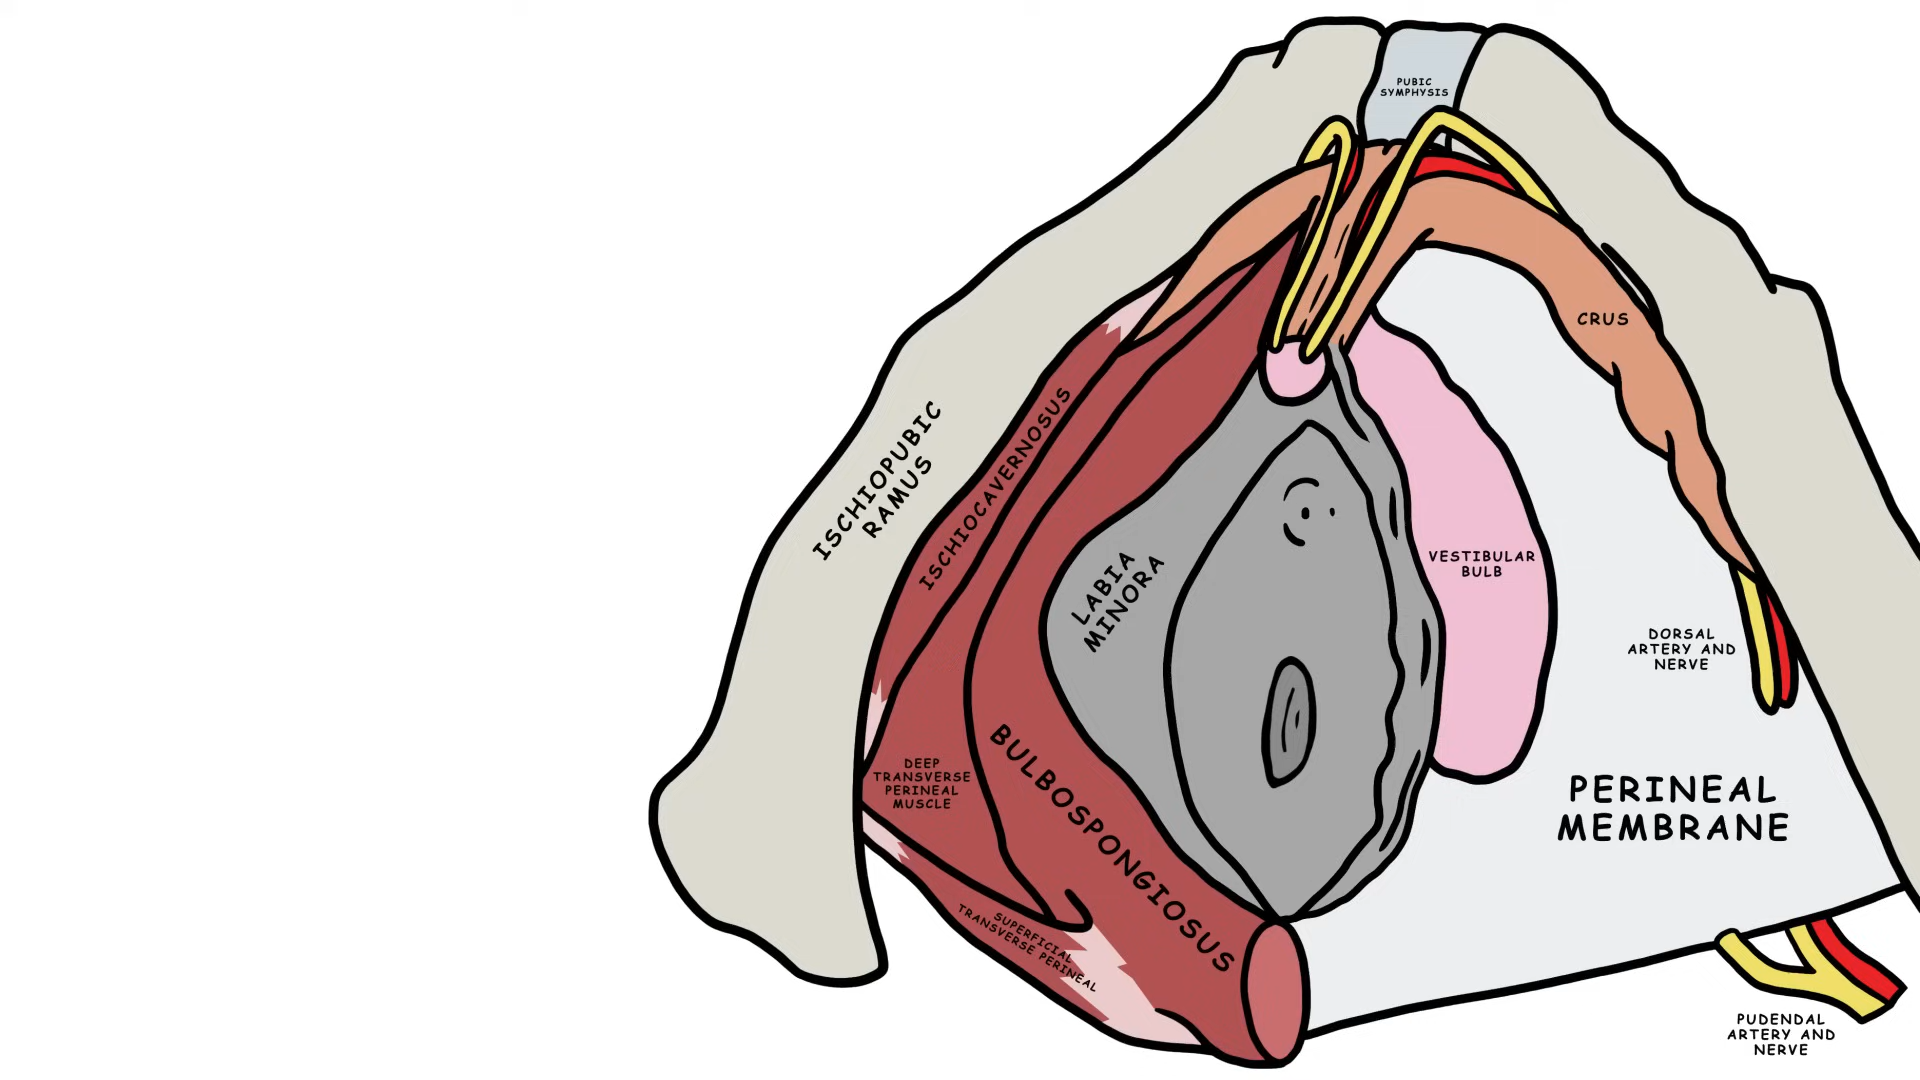 PUBIC
SYMPHYSIS
CRUS
ISCHIOPUBIC
RAMUS
ISCHIOCAVERNOSUS
VESTIBULAR
BULB
LABIA
MINORA
DORSAL
ARTERY AND
NERVE
DEEP
TRANSVERSE
PERINEAL
MUSCLE
BULBOSPONGIOSUS
PERINEAL
MEMBRANE
SUPERFICIAL
TRANSVERSE PERINEAL
PUDENDAL
ARTERY AND
NERVE